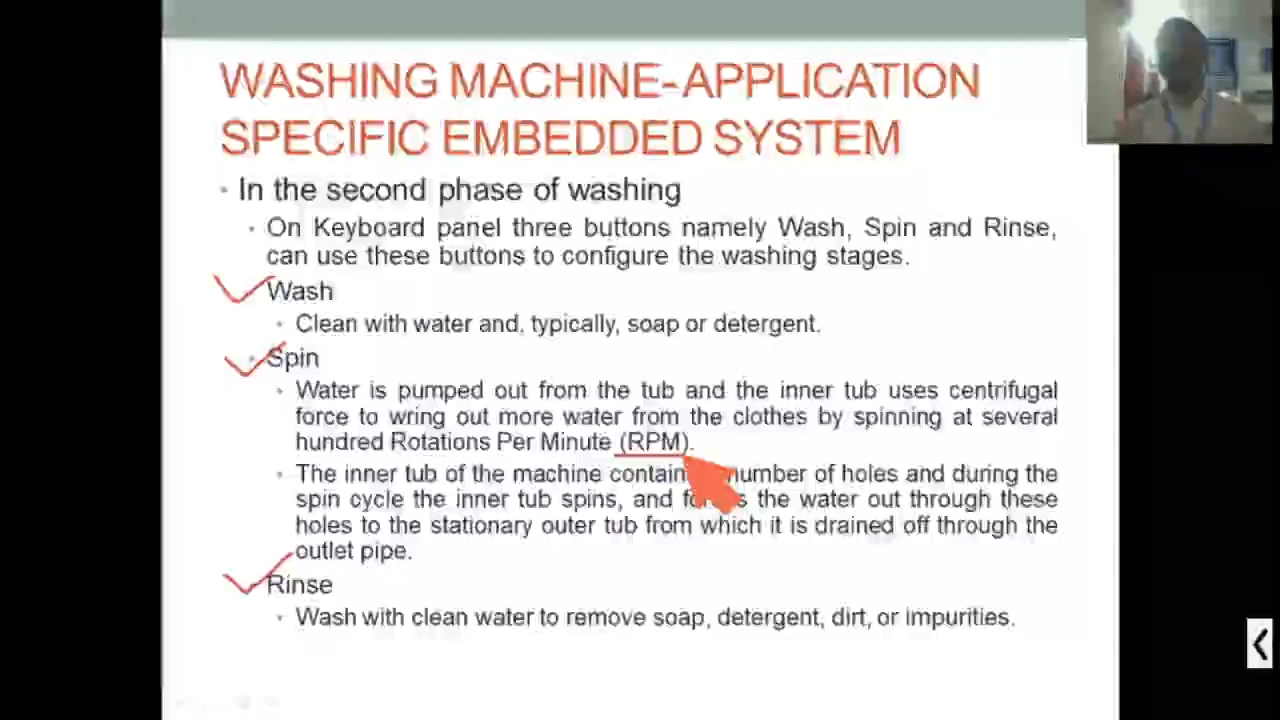 WASHING MACHINE-APPLICATION
SPECIFIC EMBEDDED SYSTEM
In the second phase of washing
On Keyboard panel three buttons namely Wash, Spin and Rinse,
can use these buttons to configure the washing stages.
Wash
Clean with water and, typically, soap or detergent.
Spin
Water is pumped out from the tub and the inner tub uses centrifugal
force to wring out more water from the clothes by spinning at several
hundred Rotations Per Minute (RPM).
The inner tub of the machine contain number of holes and during the
spin cycle the inner tub spins, and the water out through these
holes to the stationary outer tub from which it is drained off through the
outlet pipe.
Rinse
Wash with clean water to remove soap, detergent, dirt, or impurities.